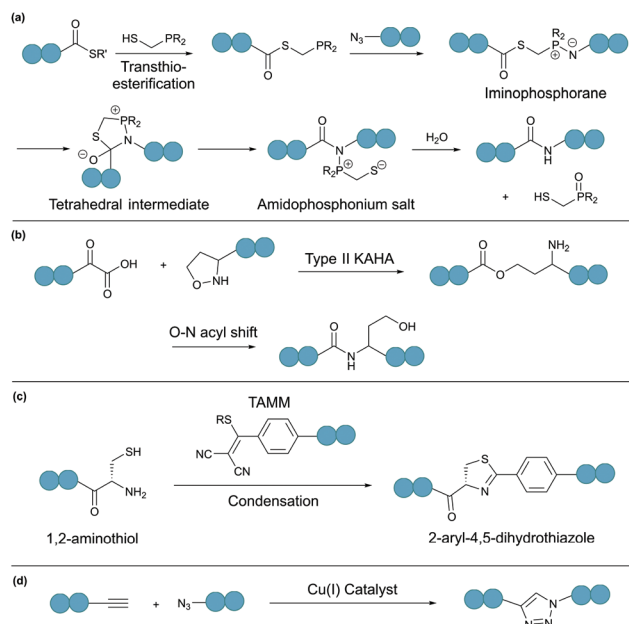 (a)
O
SR'
HS PR2
Transthio-
esterification
O
S PR2
N3
O
S
R2
P
⊕
N
⊖
Iminophosphorane
⊕
PR2
S
N
⊖
O
Tetrahedral intermediate
O
N
R2P
⊕
S⊖
Amidophosphonium salt
H2O
O
N
H
+
HS
O
PR2
(b)
O
OH
O
+
O
NH
Type II KAHA
O
O
NH2
O-N acyl shift
O
N
H
OH
(c)
TAMM
RS
CN CN
SH
NH2
O
1,2-aminothiol
Condensation
S
N
O
2-aryl-4,5-dihydrothiazole
(d)
+
N3
Cu(I) Catalyst
N
N=N